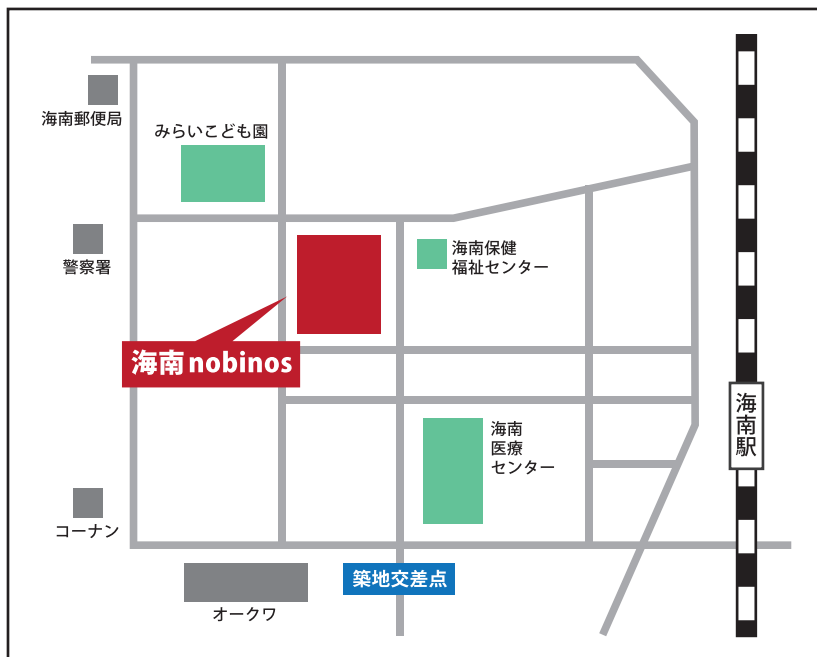 海南郵便局
みらいこども園
警察署
海南保健
福祉センター
海南nobinos
海南駅
海南
医療
センター
コーナン
築地交差点
オークワ